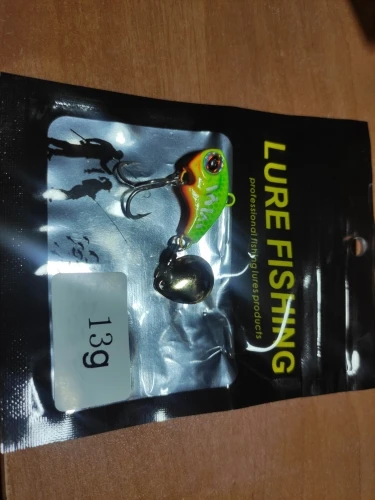 LURE FISHING
professional fishing lures products
13g